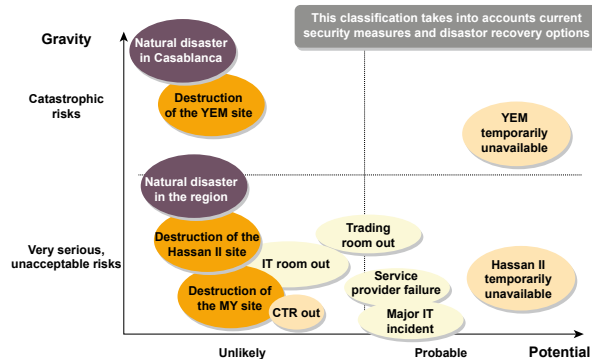 This classification takes into accounts current
security measures and disastor recovery options
Gravity
Natural disaster
in Casablanca
Catastrophic
risks
Destruction
of the YEM site
YEM
temporarily
unavailable
Natural disaster
in the region
Very serious,
unacceptable risks
Destruction of the
Hassan II site
Trading
room out
IT room out
Hassan II
temporarily
unavailable
Destruction of
the MY site
Service
provider failure
CTR out
Major IT
incident
Unlikely
Probable
Potential